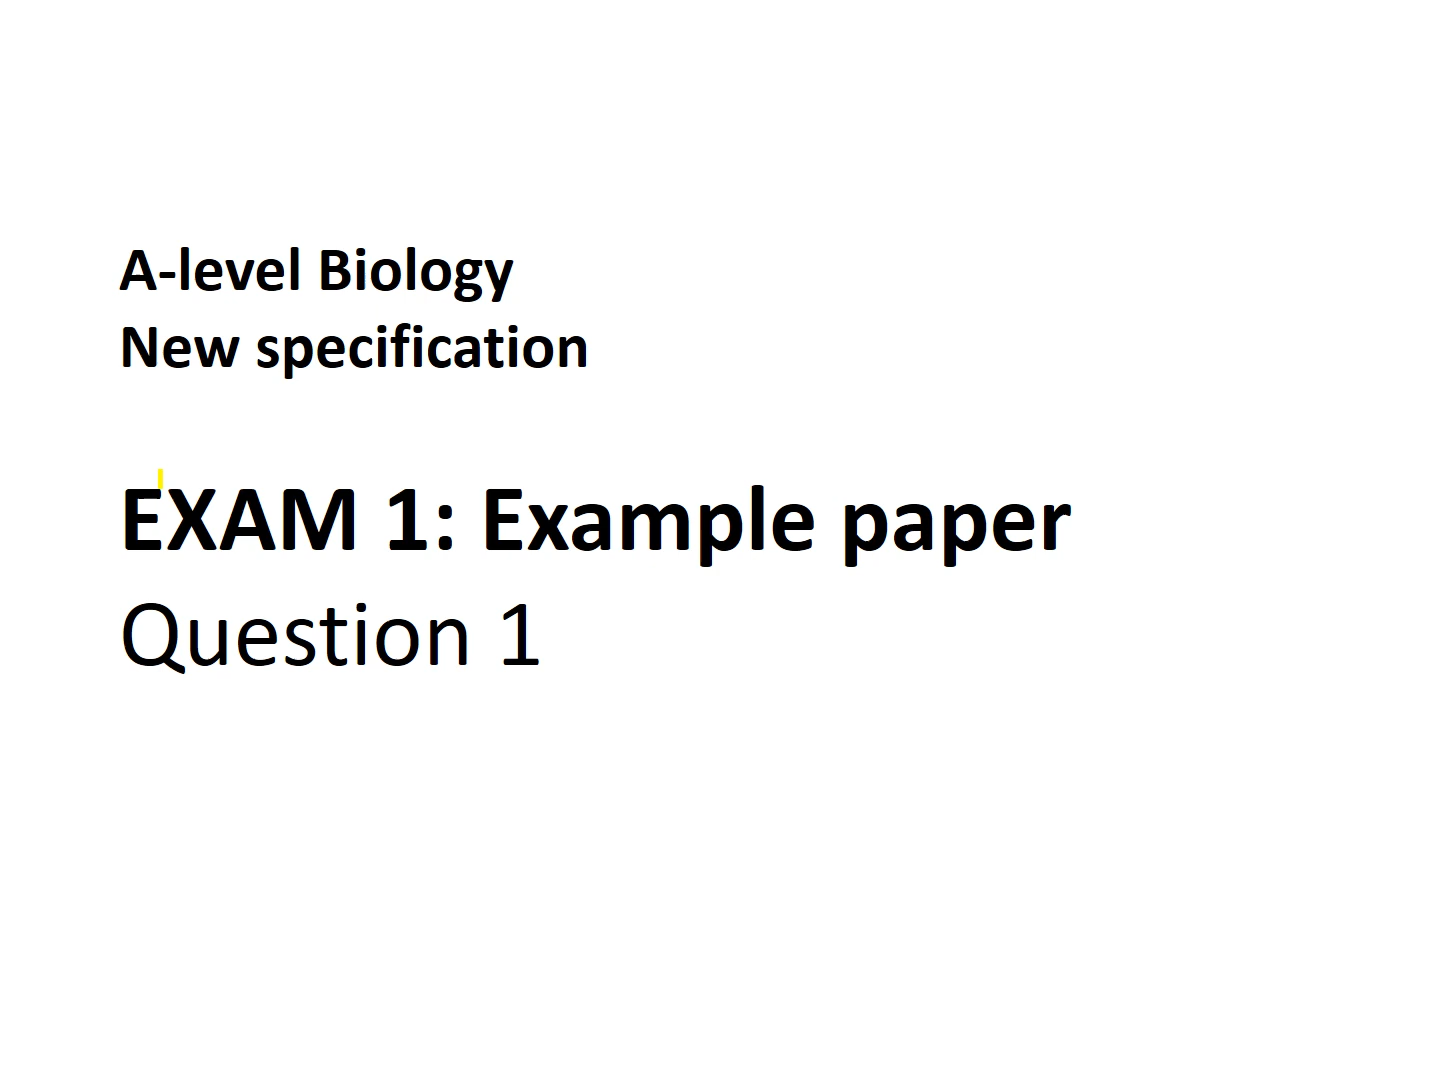 A-level Biology
New specification
EXAM 1: Example paper
Question 1